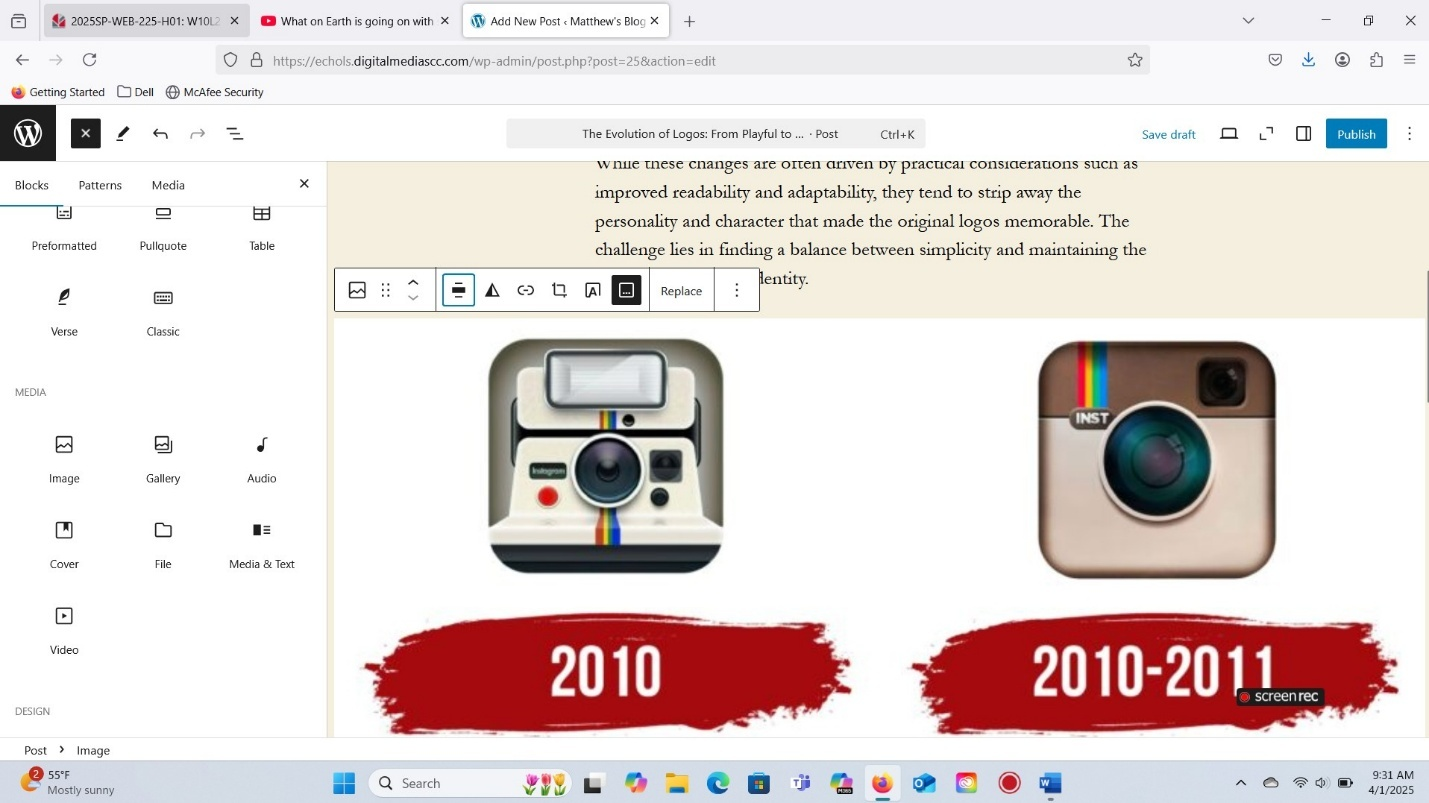 2025SP-WEB-225-H01: W10L2
What on Earth is going on with
Add New Post ‹ Matthew's Blog
https://echols.digitalmediascc.com/wp-admin/post.php?post=25&action=edit
Getting Started
Dell
McAfee Security
The Evolution of Logos: From Playful to ... · Post
Ctrl+K
Save draft
Publish
Blocks
Patterns
Media
Preformatted
Pullquote
Table
Verse
Classic
MEDIA
Image
Gallery
Audio
Cover
File
Media & Text
Video
DESIGN
While these changes are often driven by practical considerations such as
improved readability and adaptability, they tend to strip away the
personality and character that made the original logos memorable. The
challenge lies in finding a balance between simplicity and maintaining the
identity.
Replace
Instagram
INST
2010
2010-2011
screenrec
Post > Image
2
55°F
Mostly sunny
Search
9:31 AM
4/1/2025